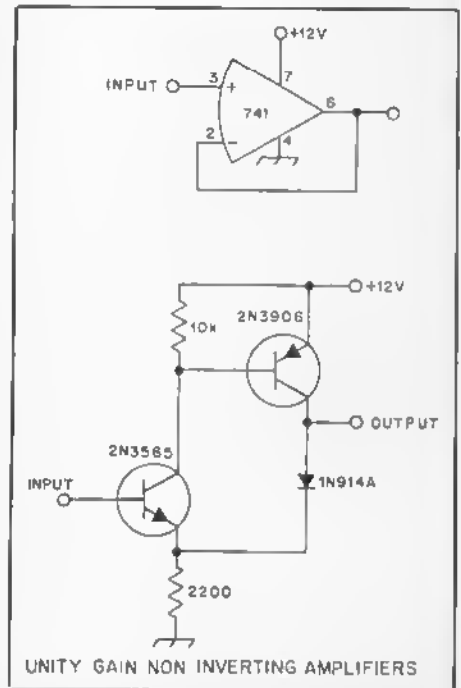 +12V
INPUT
3
+
7
741
6
2
-
4
+12V
10k
2N3906
OUTPUT
2N3565
1N914A
INPUT
2200
UNITY GAIN NON INVERTING AMPLIFIERS